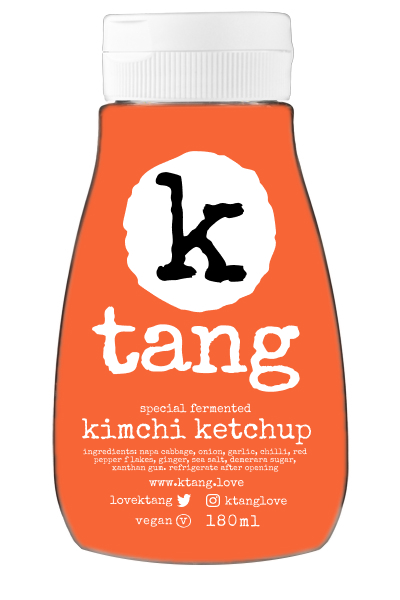 k
tang
special fermented
kimchi ketchup
ingredients: napa cabbage, onion, garlic, chilli, red
pepper flakes, ginger, sea salt, demerara sugar,
xanthan gum. refrigerate after opening
www.ktang.love
lovektang ktanglove
vegan V 180ml